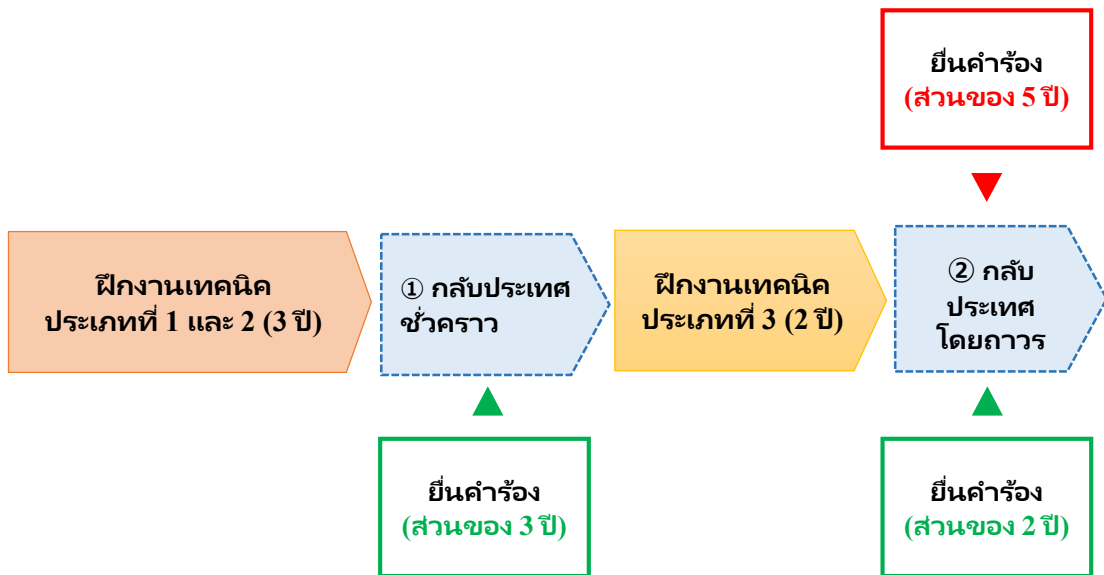 ยื่นคำร้อง
(ส่วนของ 5 ปี)
ฝึกงานเทคนิค
ประเภทที่ 1 และ 2 (3 ปี)
① กลับประเทศ
ชั่วคราว
ฝึกงานเทคนิค
ประเภทที่ 3 (2 ปี)
② กลับ
ประเทศ
โดยถาวร
ยื่นคำร้อง
(ส่วนของ 3 ปี)
ยื่นคำร้อง
(ส่วนของ 2 ปี)